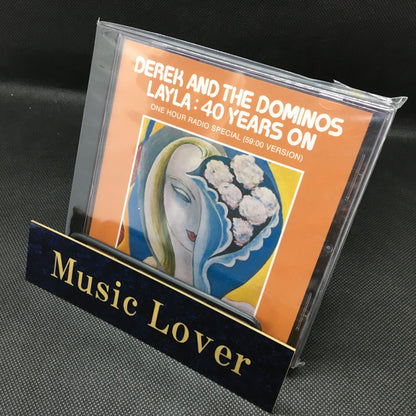 DEREK AND THE DOMINOS
LAYLA : 40 YEARS ON
ONE HOUR RADIO SPECIAL (59:00 VERSION)
Music Lover